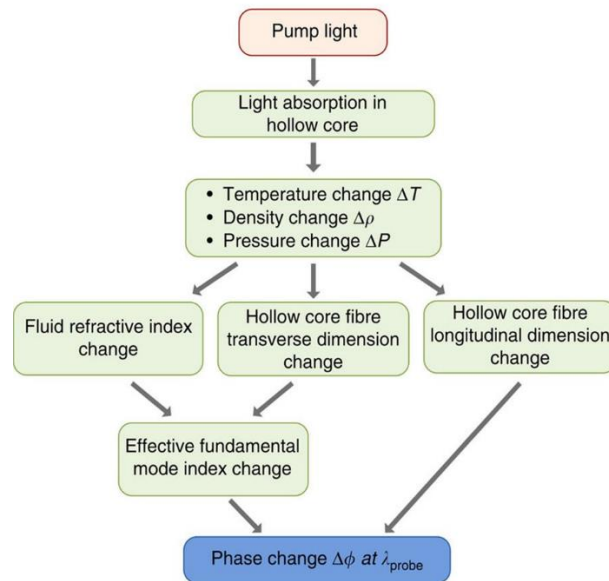 Pump light
Light absorption in
hollow core
• Temperature change ΔT
• Density change Δρ
• Pressure change ΔP
Fluid refractive index
change
Hollow core fibre
transverse dimension
change
Hollow core fibre
longitudinal dimension
change
Effective fundamental
mode index change
Phase change Δϕ at λprobe